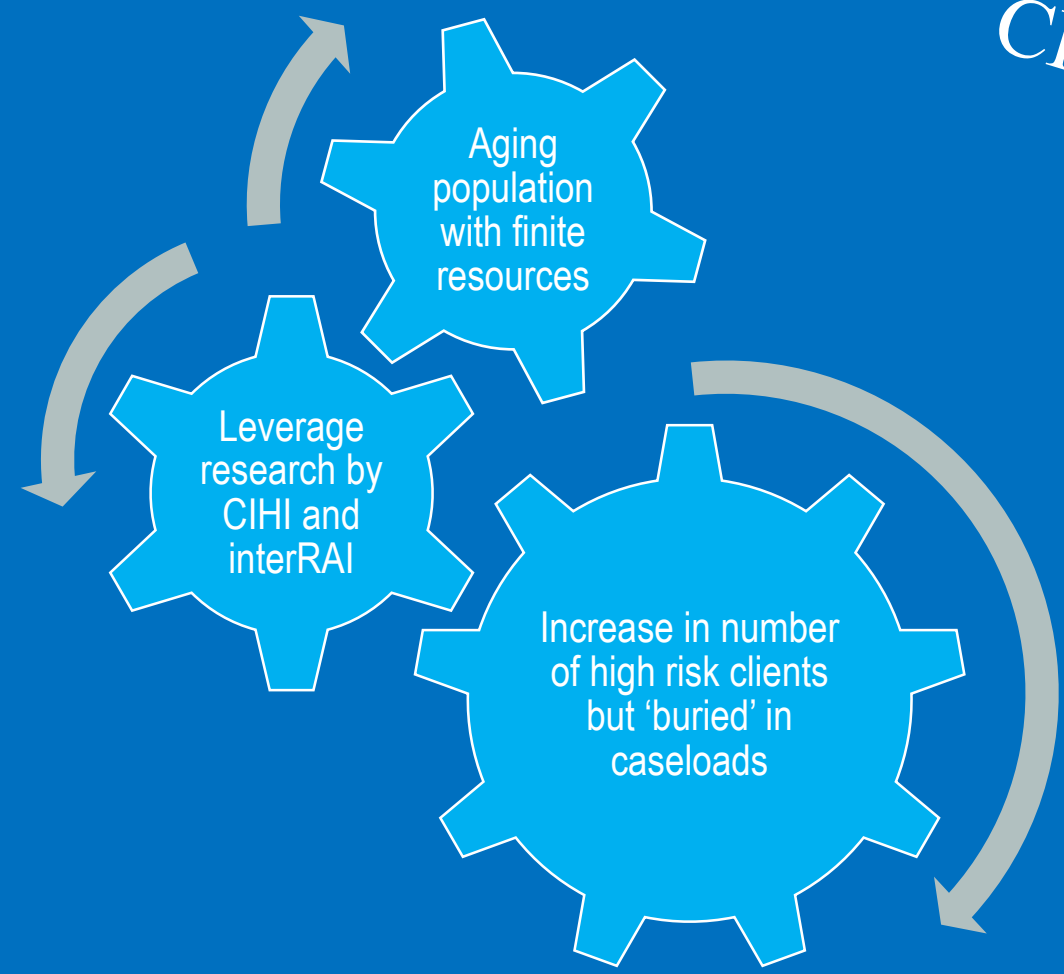 Aging
population
with finite
resources
Leverage
research by
CIHI and
interRAI
Increase in number
of high risk clients
but ‘buried’ in
caseloads